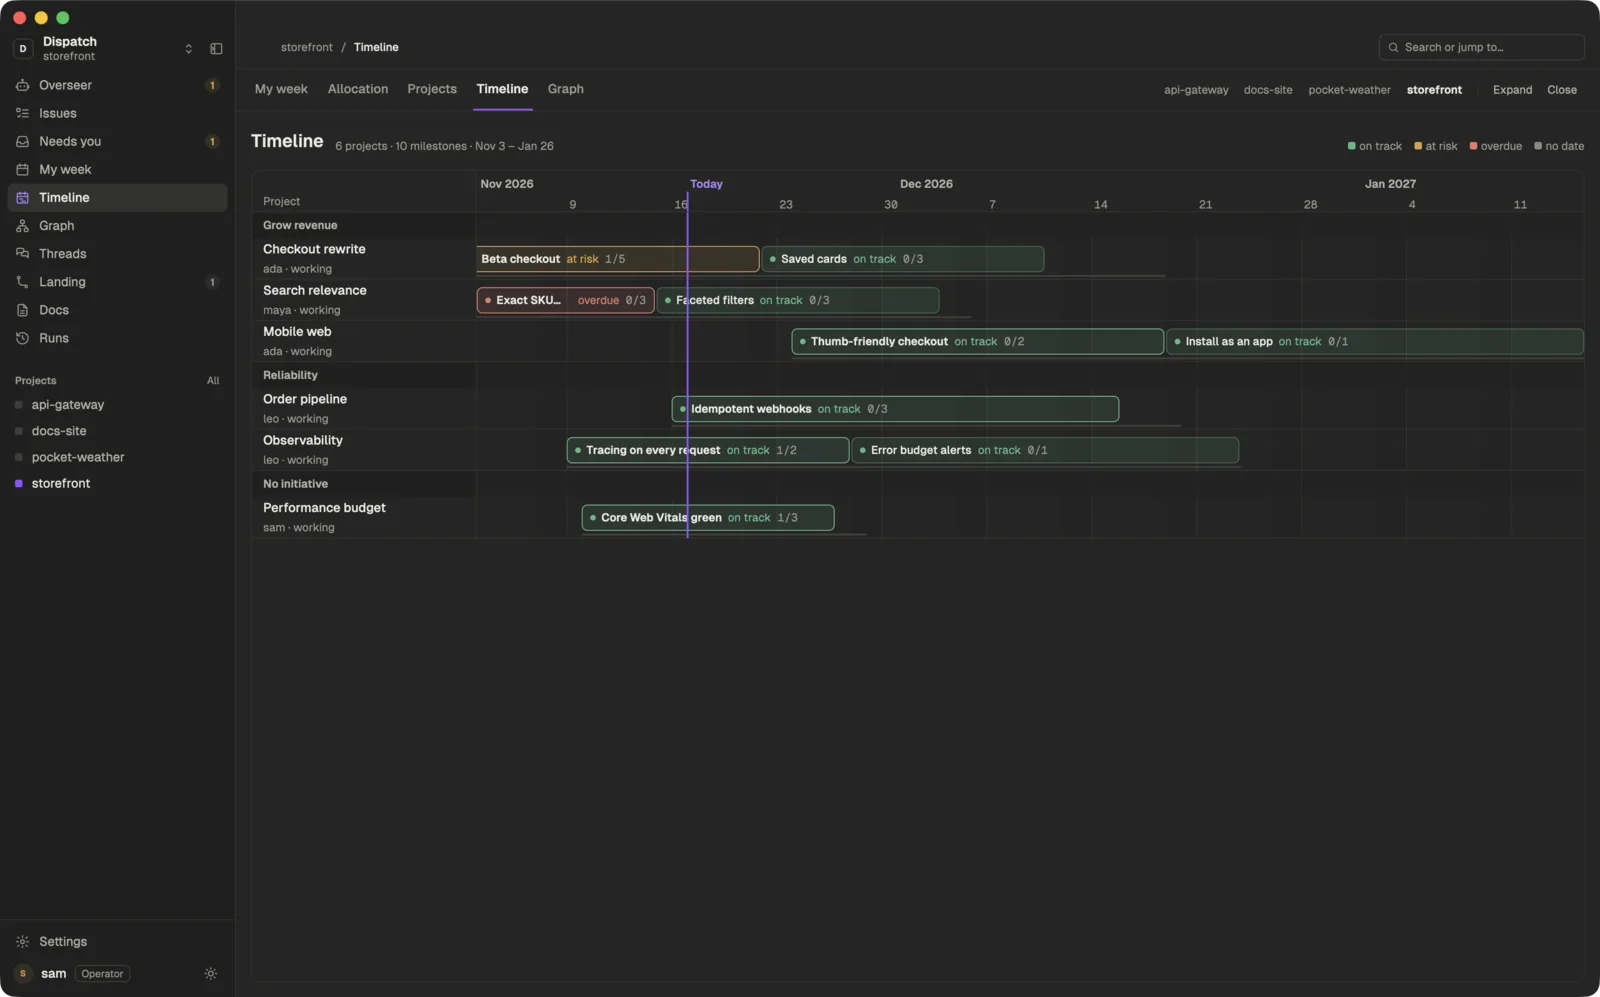 D
Dispatch
storefront
Overseer 1
Issues
Needs you 1
My week
Timeline
Graph
Threads
Landing 1
Docs
Runs
Projects All
api-gateway
docs-site
pocket-weather
storefront
Settings
S sam Operator
storefront / Timeline
Search or jump to...
My week Allocation Projects Timeline Graph
api-gateway docs-site pocket-weather storefront Expand Close
Timeline 6 projects · 10 milestones · Nov 3 – Jan 26
on track at risk overdue no date
Nov 2026 Today Dec 2026 Jan 2027
Project 9 16 23 30 7 14 21 28 4 11
Grow revenue
Checkout rewrite
ada · working
Beta checkout at risk 1/5
Saved cards on track 0/3
Search relevance
maya · working
Exact SKU... overdue 0/3
Faceted filters on track 0/3
Mobile web
ada · working
Thumb-friendly checkout on track 0/2
Install as an app on track 0/1
Reliability
Order pipeline
leo · working
Idempotent webhooks on track 0/3
Observability
leo · working
Tracing on every request on track 1/2
Error budget alerts on track 0/1
No initiative
Performance budget
sam · working
Core Web Vitals green on track 1/3